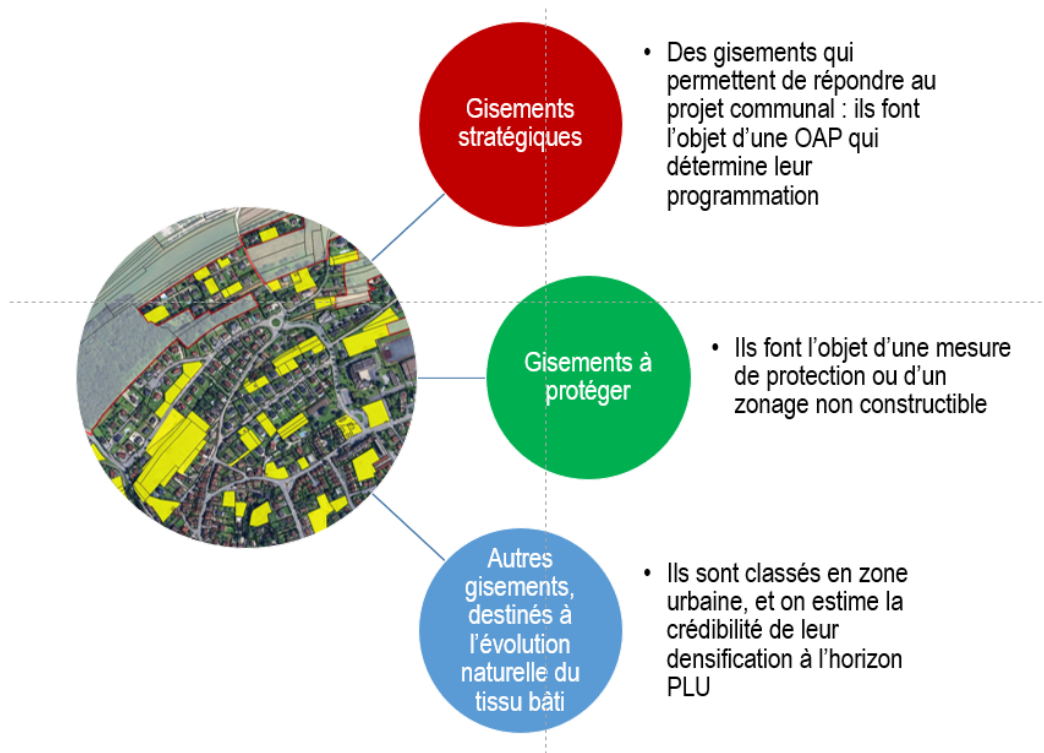 Gisements
stratégiques
• Des gisements qui
permettent de répondre au
projet communal : ils font
l’objet d’une OAP qui
détermine leur
programmation
Gisements à
protéger
• Ils font l’objet d’une mesure
de protection ou d’un
zonage non constructible
Autres
gisements,
destinés à
l’évolution
naturelle du
tissu bâti
• Ils sont classés en zone
urbaine, et on estime la
crédibilité de leur
densification à l’horizon
PLU